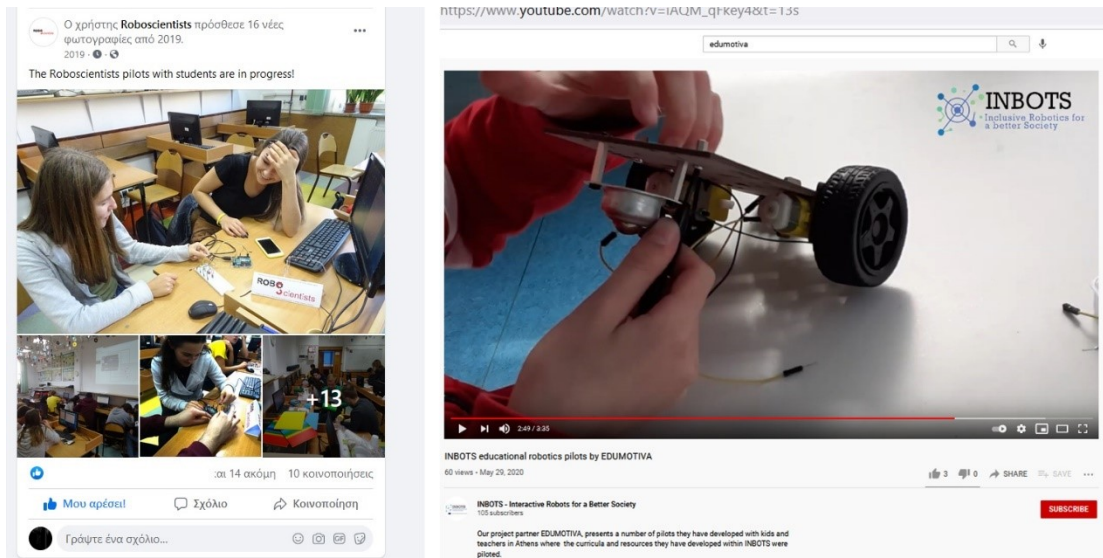 Ο χρήστης Roboscientists πρόσθεσε 16 νέες
φωτογραφίες από 2019.
2019
The Roboscientists pilots with students are in progress!
ROBO
Scientists
+13
αι 14 ακόμη 10 κοινοποιήσεις
Μου αρέσει!
Σχόλιο
Κοινοποίηση
Γράψτε ένα σχόλιο...
GIF
https://www.youtube.com/watch?v=
edumotiva
INBOTS
Inclusive Robotics for
a better Society
2:49 / 3:35
INBOTS educational robotics pilots by EDUMOTIVA
60 views - May 29, 2020
3
0
SHARE
SAVE
INBOTS - Interactive Robots for a Better Society
105 subscribers
SUBSCRIBE
Our project partner EDUMOTIVA, presents a number of pilots they have developed with kids and
teachers in Athens where the curricula and resources they have developed within INBOTS were
piloted.